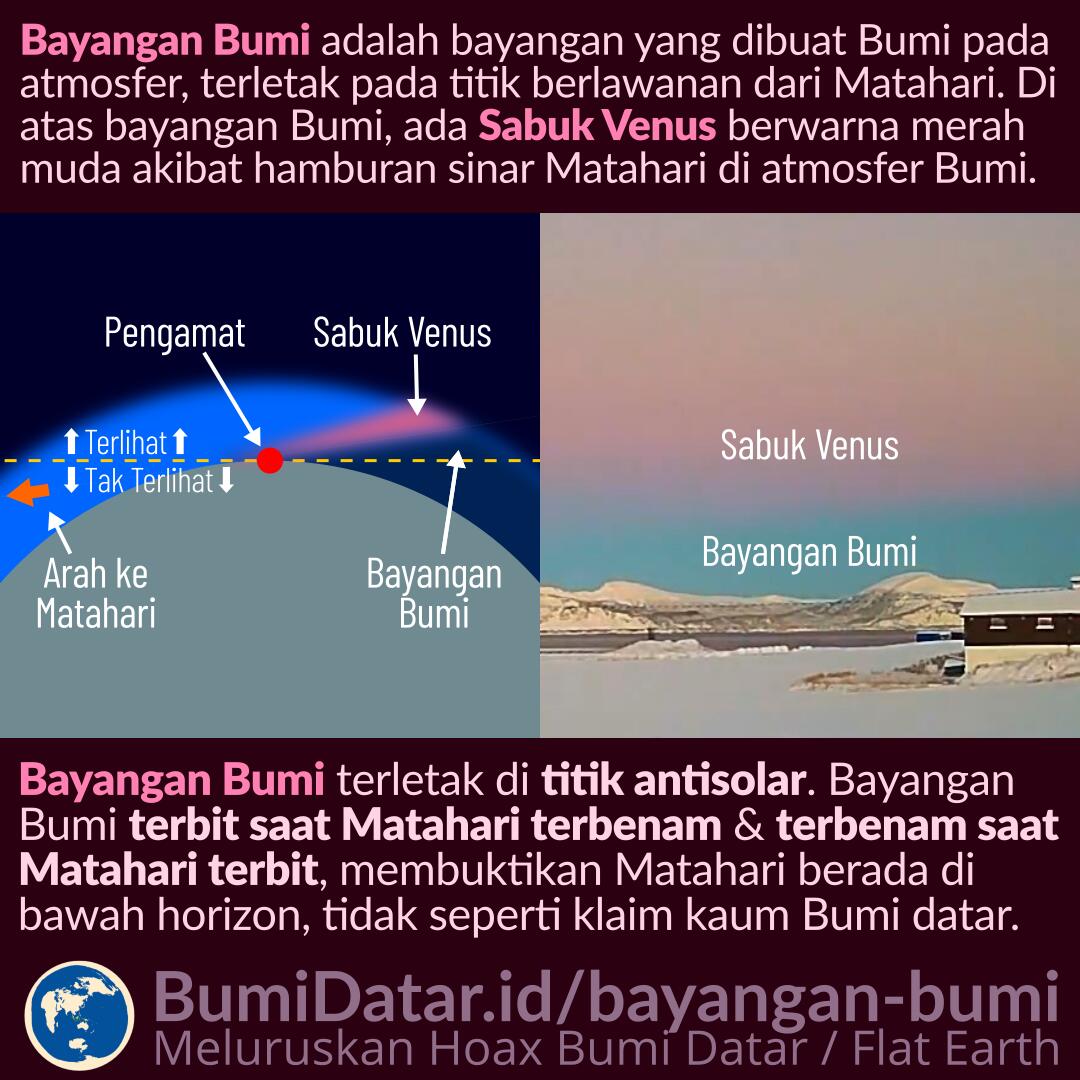 Bayangan Bumi adalah bayangan yang dibuat Bumi pada
atmosfer, terletak pada titik berlawanan dari Matahari. Di
atas bayangan Bumi, ada Sabuk Venus berwarna merah
muda akibat hamburan sinar Matahari di atmosfer Bumi.
Pengamat
Sabuk Venus
⬆Terlihat⬆
⬇Tak Terlihat⬇
Arah ke
Matahari
Bayangan
Bumi
Sabuk Venus
Bayangan Bumi
Bayangan Bumi terletak di titik antisolar. Bayangan
Bumi terbit saat Matahari terbenam & terbenam saat
Matahari terbit, membuktikan Matahari berada di
bawah horizon, tidak seperti klaim kaum Bumi datar.
BumiDatar.id/bayangan-bumi
Meluruskan Hoax Bumi Datar / Flat Earth